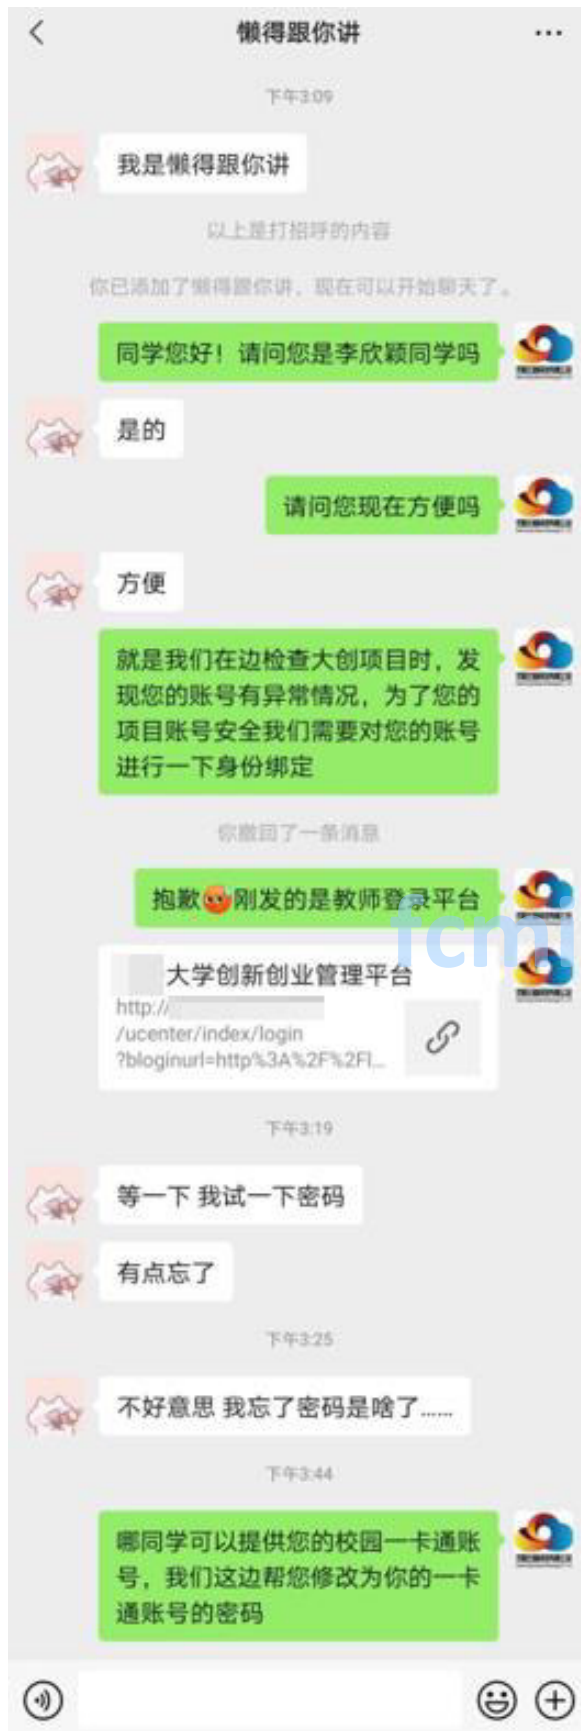 懒得跟你讲
下午3:09
我是懒得跟你讲
以上是打招呼的内容
你已添加了懒得跟你讲，现在可以开始聊天了。
同学您好！请问您是李欣颖同学吗
是的
请问您现在方便吗
方便
就是我们在边检查大创项目时，发
现您的账号有异常情况，为了您的
项目账号安全我们需要对您的账号
进行一下身份绑定
你撤回了一条消息
抱歉😡刚发的是教师登录平台
fcmi
大学创新创业管理平台
http://
/ucenter/index/login
?bloginurl=http%3A%2F%2Fl...
下午3:19
等一下 我试一下密码
有点忘了
下午3:25
不好意思 我忘了密码是啥了……
下午3:44
哪同学可以提供您的校园一卡通账
号，我们这边帮您修改为你的一卡
通账号的密码